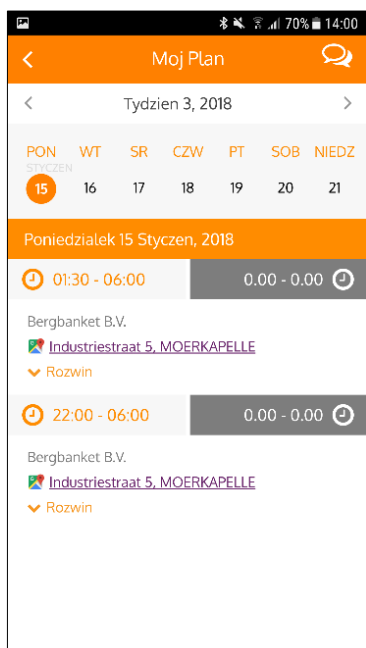 70% 14:00
Moj Plan
Tydzien 3, 2018
PON WT SR CZW PT SOB NIEDZ
STYCZEN
15 16 17 18 19 20 21
Poniedzialek 15 Styczen, 2018
01:30 - 06:00 0.00 - 0.00
Bergbanket B.V.
Industriestraat 5, MOERKAPELLE
Rozwin
22:00 - 06:00 0.00 - 0.00
Bergbanket B.V.
Industriestraat 5, MOERKAPELLE
Rozwin